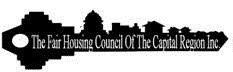 The Fair Housing Council Of The Capital Region Inc.